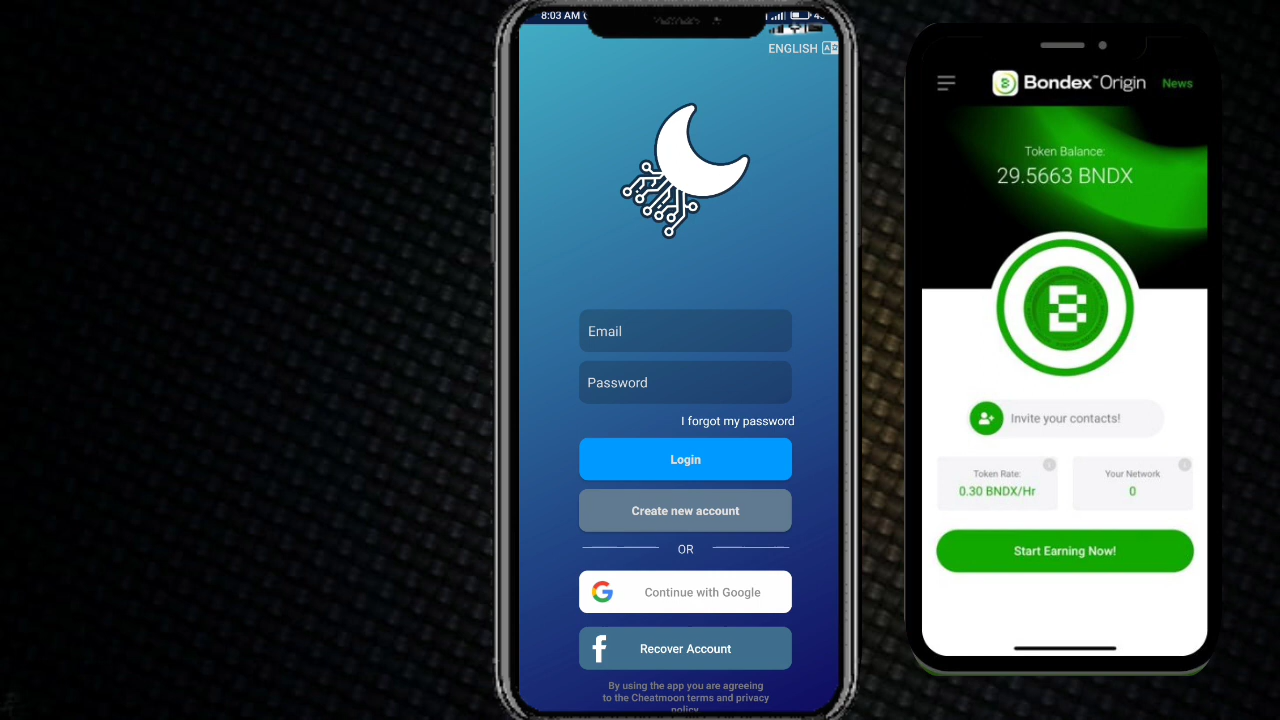 8:03 AM
ENGLISH
Email
Password
I forgot my password
Login
Create new account
OR
Continue with Google
Recover Account
By using the app you are agreeing
to the Cheatmoon terms and privacy
policy
Bondex™ Origin
News
Token Balance:
29.5663 BNDX
Invite your contacts!
Token Rate:
0.30 BNDX/Hr
Your Network
0
Start Earning Now!